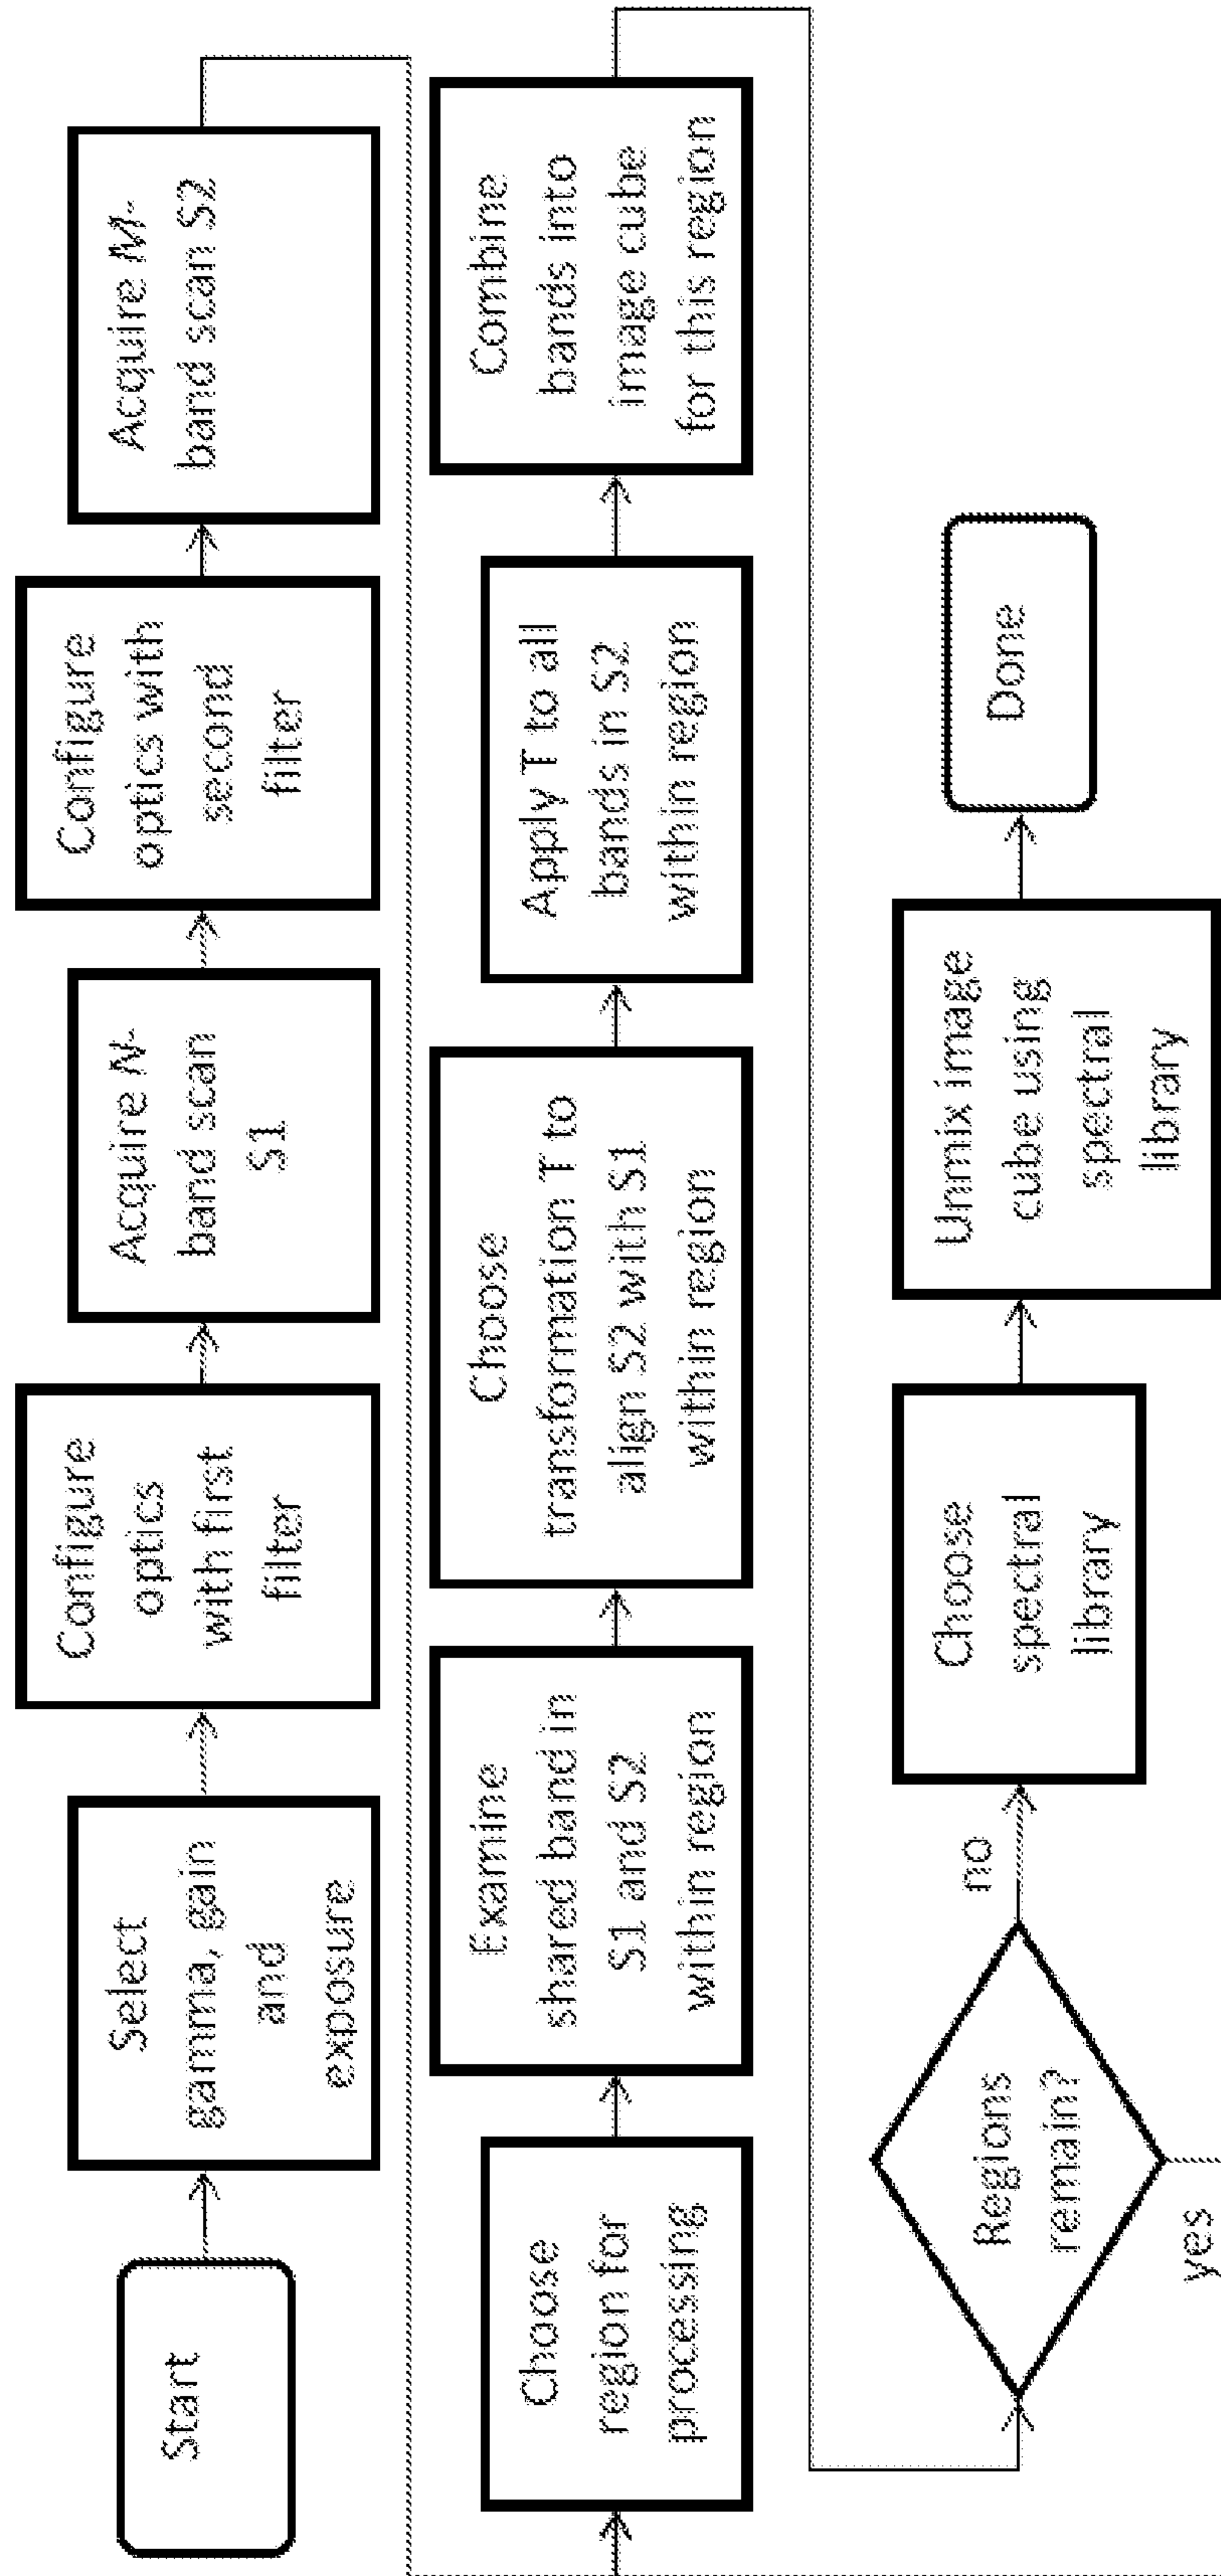 Start
Select
gamma, gain
and
exposure
Configure
optics
with first
filter
Acquire N-
band scan
S1
Configure
optics with
second
filter
Acquire M-
band scan S2
Choose
region for
processing
Examine
shared band in
S1 and S2
within region
Choose
transformation T to
align S2 with S1
within region
Apply T to all
bands in S2
within region
Combine
bands into
image cube
for this region
Regions
remain?
yes
no
Choose
spectral
library
Unmix image
cube using
spectral
library
Done